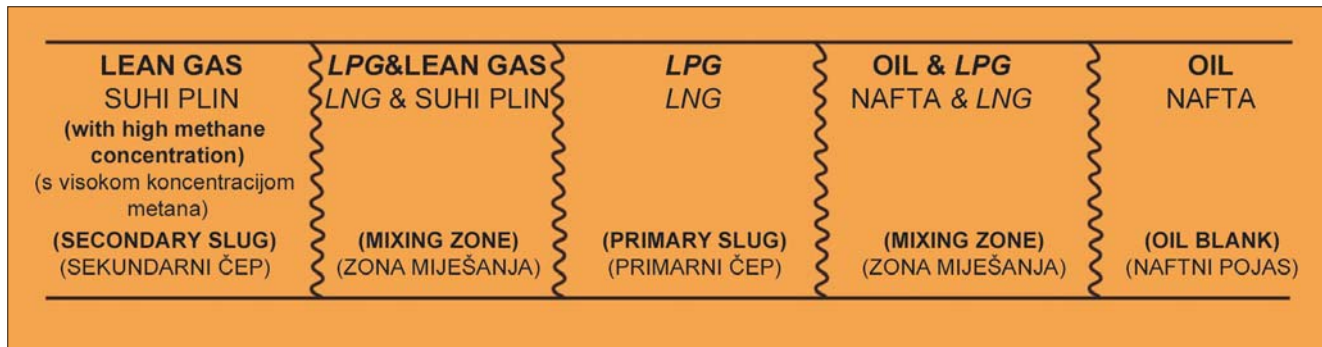 LEAN GAS
SUHI PLIN
(with high methane
concentration)
(s visokom koncentracijom
metana)
(SECONDARY SLUG)
(SEKUNDARNI ČEP)
LPG&LEAN GAS
LNG & SUHI PLIN
(MIXING ZONE)
(ZONA MIJEŠANJA)
LPG
LNG
(PRIMARY SLUG)
(PRIMARNI ČEP)
OIL & LPG
NAFTA & LNG
(MIXING ZONE)
(ZONA MIJEŠANJA)
OIL
NAFTA
(OIL BLANK)
(NAFTNI POJAS)